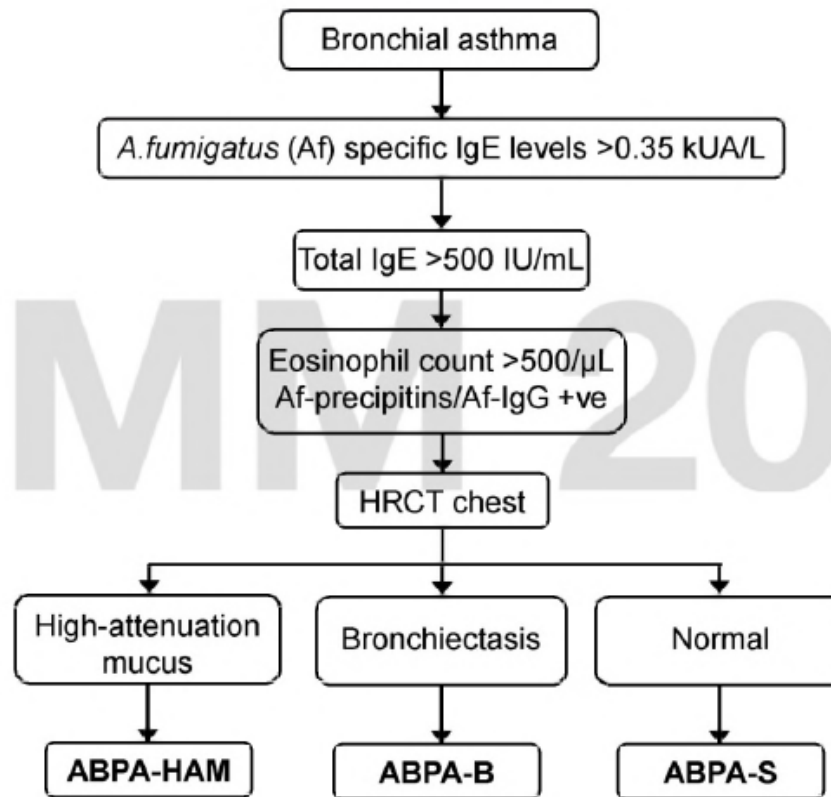 Bronchial asthma
A.fumigatus (Af) specific IgE levels >0.35 kUA/L
Total IgE >500 IU/mL
Eosinophil count >500/µL
Af-precipitins/Af-IgG +ve
MM 20
HRCT chest
High-attenuation
mucus
Bronchiectasis
Normal
ABPA-HAM
ABPA-B
ABPA-S